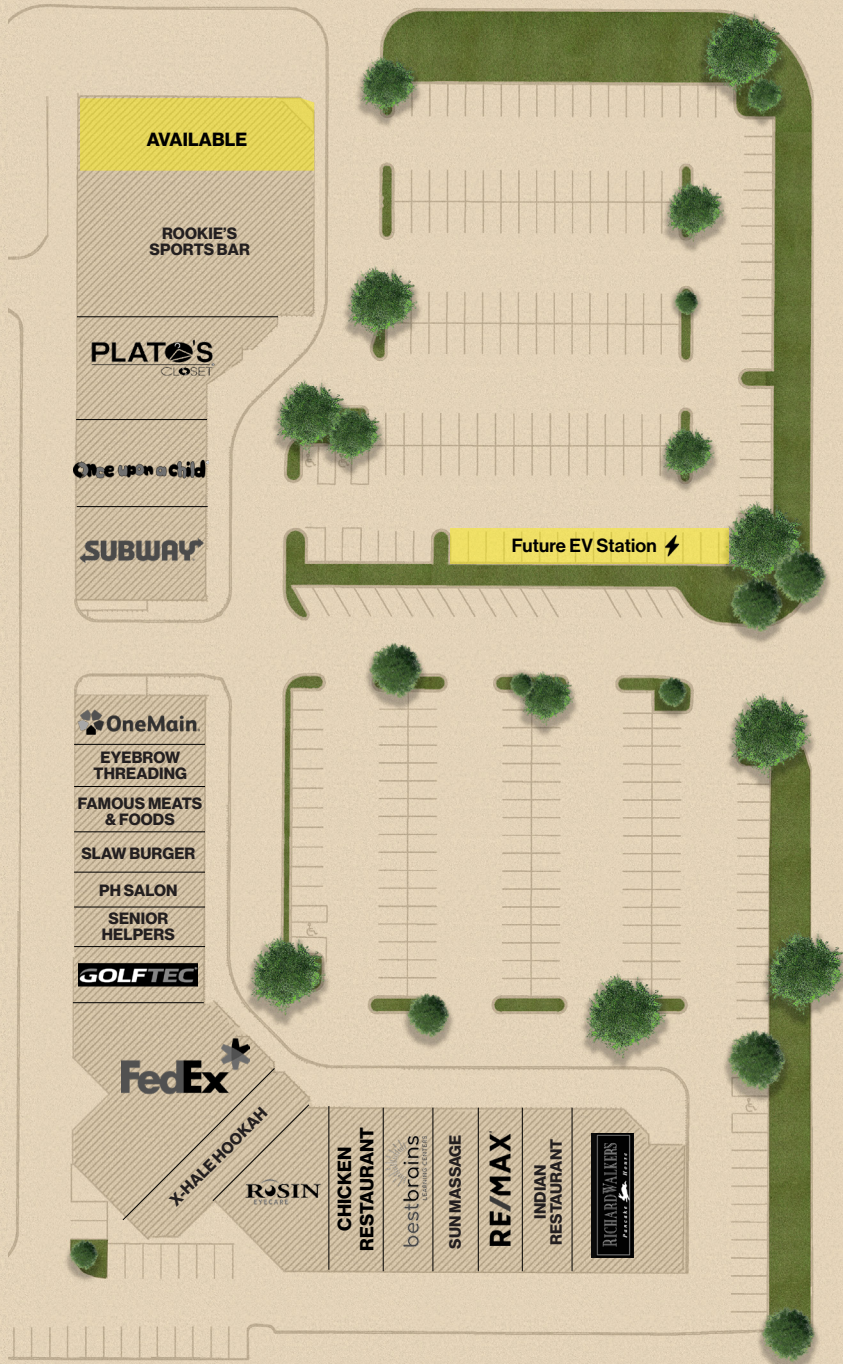 AVAILABLE
ROOKIE'S
SPORTS BAR
PLATO'S
CLOSET
Once upon a child
SUBWAY
Future EV Station
OneMain
EYEBROW
THREADING
FAMOUS MEATS
& FOODS
SLAW BURGER
PH SALON
SENIOR
HELPERS
GOLFTEC
FedEx
X-HALE HOOKAH
ROSIN
EYECARE
CHICKEN
RESTAURANT
bestbrains
LEARNING CENTERS
SUN MASSAGE
RE/MAX
INDIAN
RESTAURANT
RICHARD WALKERS
Pancake House